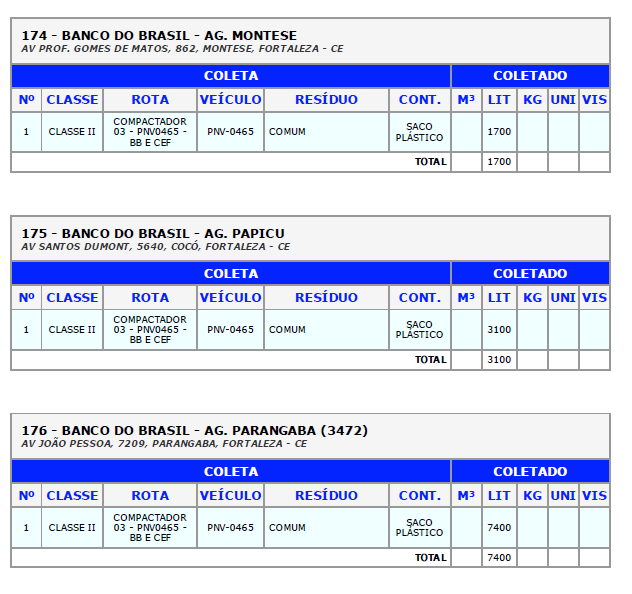 174 - BANCO DO BRASIL - AG. MONTESE
AV PROF. GOMES DE MATOS, 862, MONTESE, FORTALEZA - CE
COLETA COLETADO
Nº CLASSE ROTA VEÍCULO RESÍDUO CONT. M³ LIT KG UNI VIS
1 CLASSE II COMPACTADOR 03 - PNV0465 - BB E CEF PNV-0465 COMUM SACO PLÁSTICO 1700
TOTAL 1700
175 - BANCO DO BRASIL - AG. PAPICU
AV SANTOS DUMONT, 5640, COCÓ, FORTALEZA - CE
COLETA COLETADO
Nº CLASSE ROTA VEÍCULO RESÍDUO CONT. M³ LIT KG UNI VIS
1 CLASSE II COMPACTADOR 03 - PNV0465 - BB E CEF PNV-0465 COMUM SACO PLÁSTICO 3100
TOTAL 3100
176 - BANCO DO BRASIL - AG. PARANGABA (3472)
AV JOÃO PESSOA, 7209, PARANGABA, FORTALEZA - CE
COLETA COLETADO
Nº CLASSE ROTA VEÍCULO RESÍDUO CONT. M³ LIT KG UNI VIS
1 CLASSE II COMPACTADOR 03 - PNV0465 - BB E CEF PNV-0465 COMUM SACO PLÁSTICO 7400
TOTAL 7400